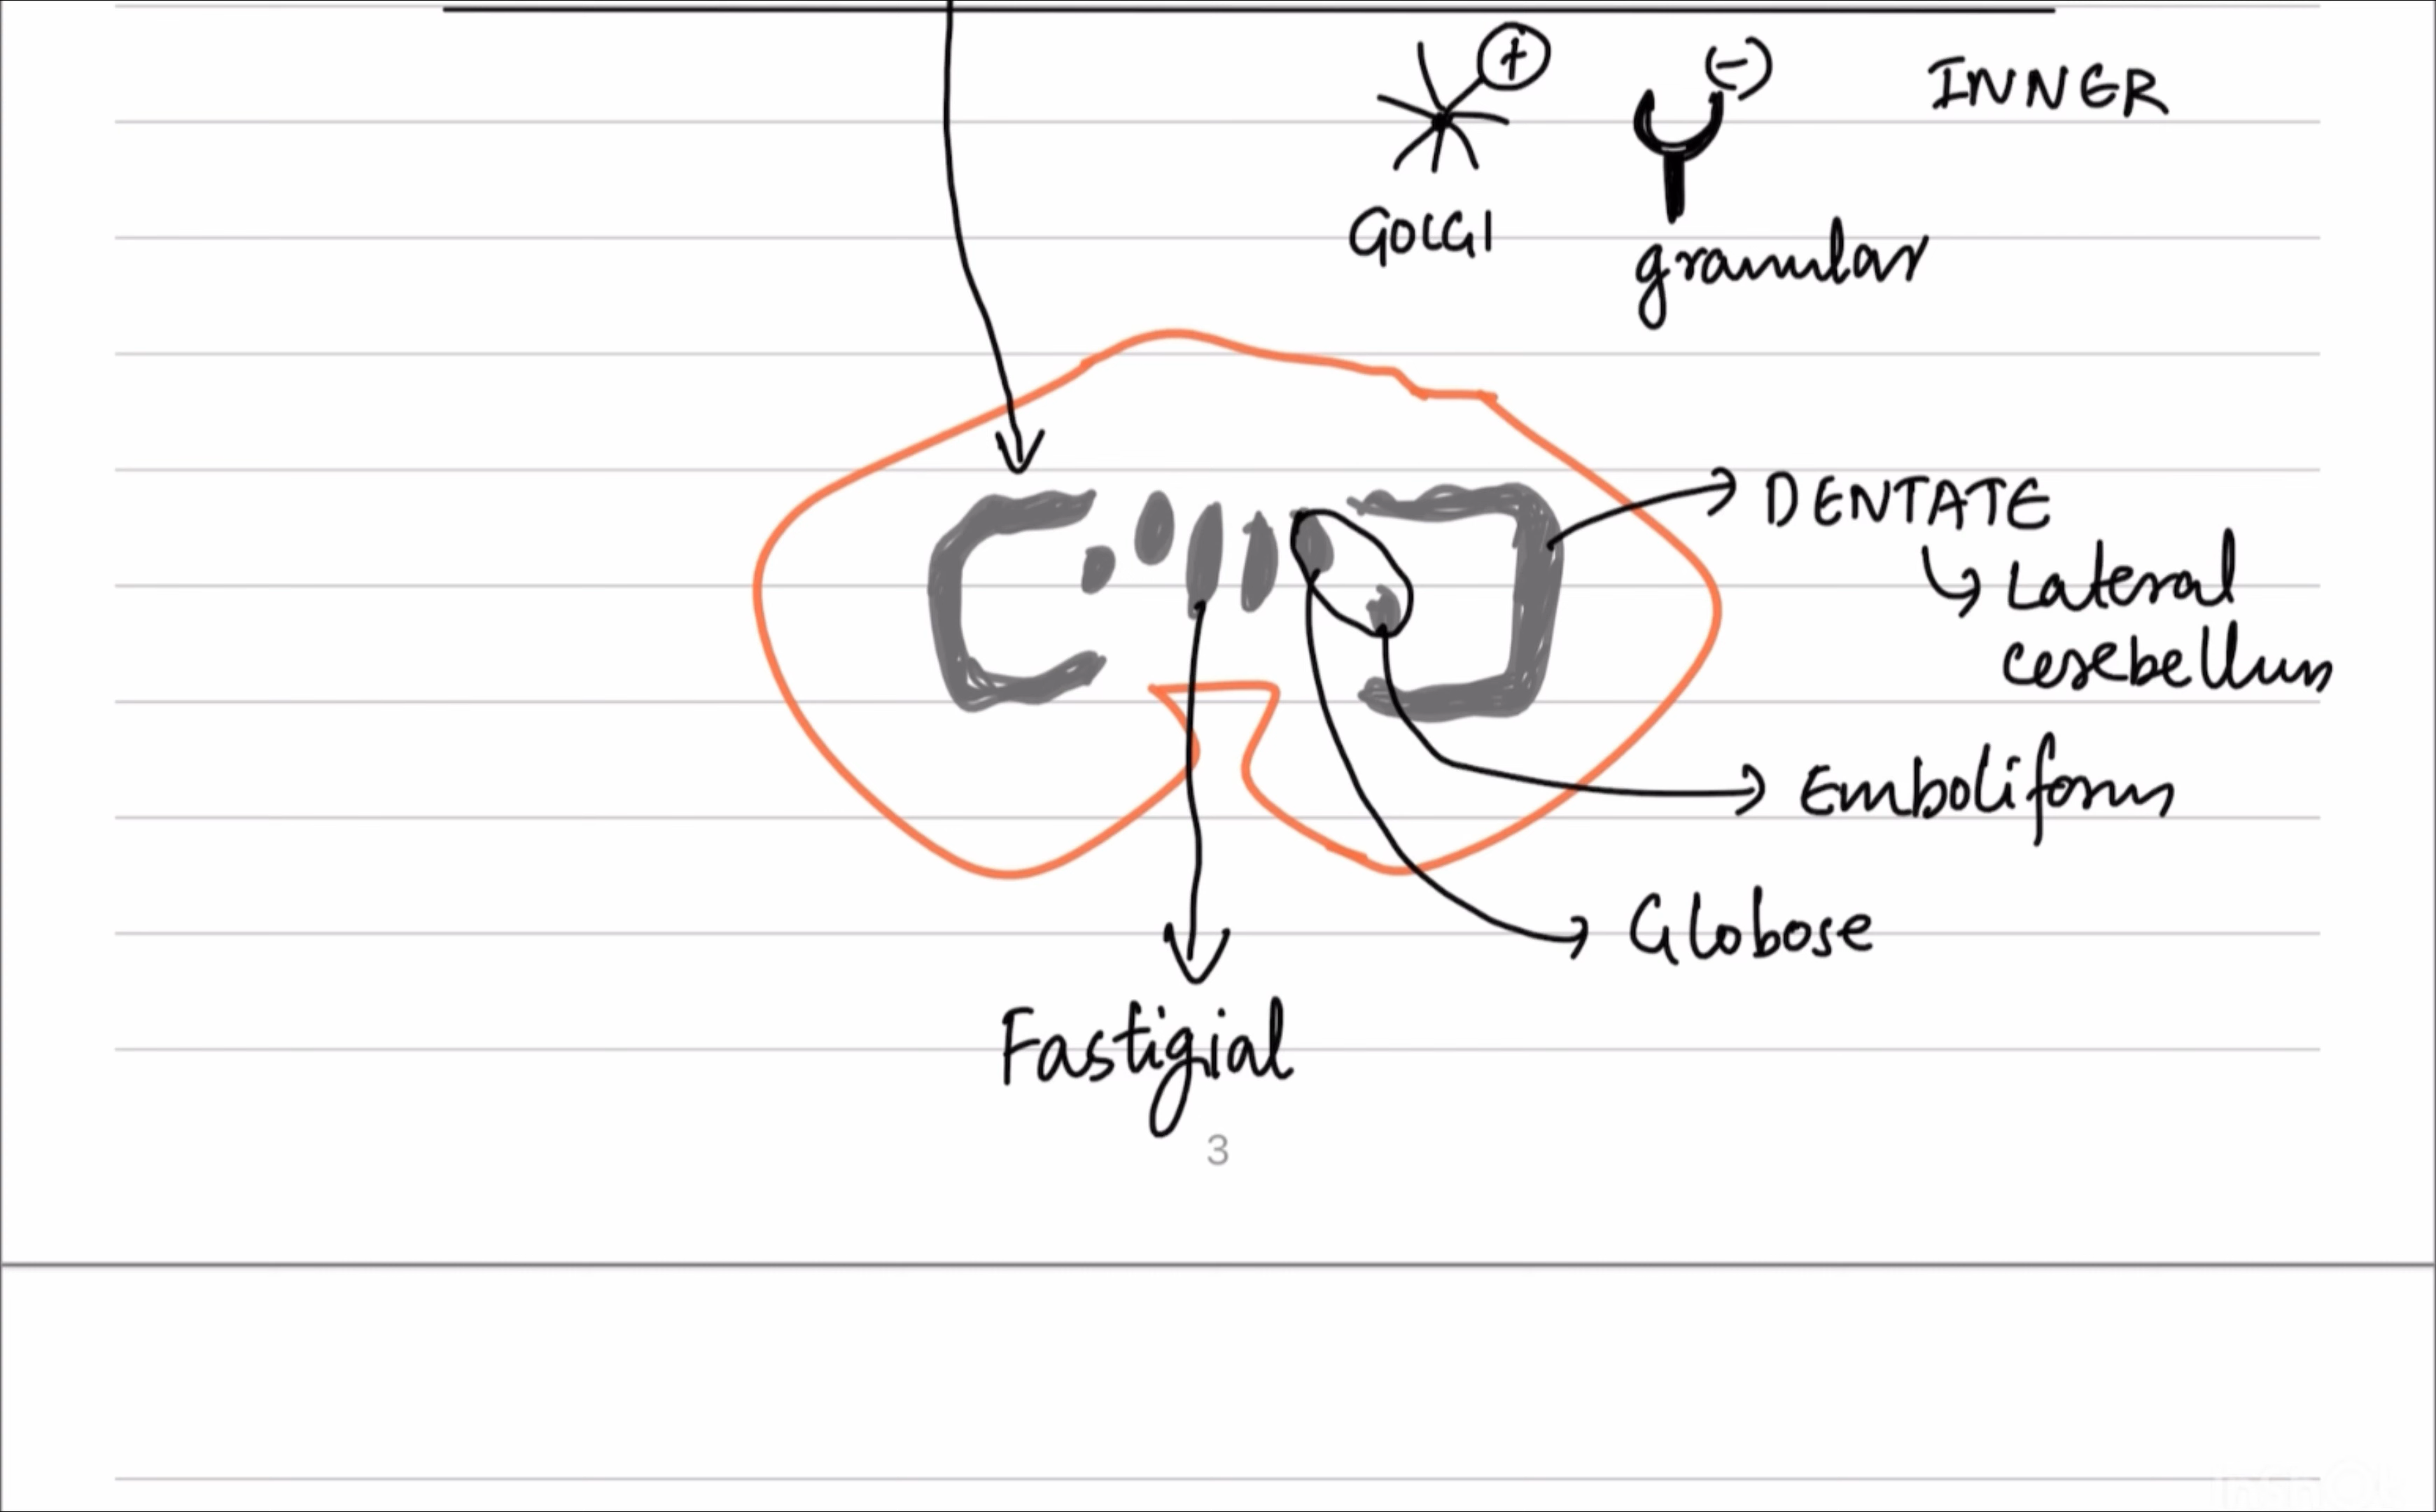 +
(-)
INNER
GOLGI
granular
DENTATE
Lateral
cerebellum
Emboliform
Globose
Fastigial
3